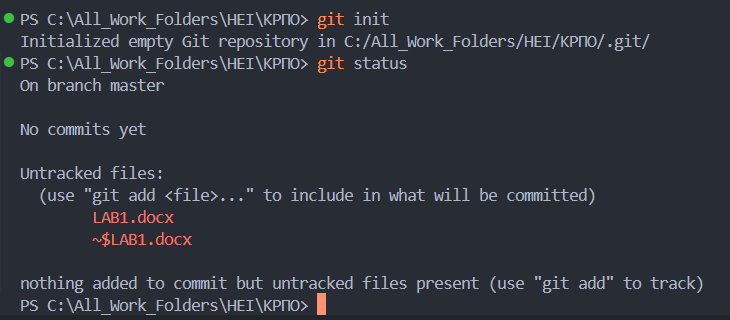 PS C:\All_Work_Folders\HEI\КРПО> git init
Initialized empty Git repository in C:/All_Work_Folders/HEI/КРПО/.git/
PS C:\All_Work_Folders\HEI\КРПО> git status
On branch master
No commits yet
Untracked files:
(use "git add <file>..." to include in what will be committed)
LAB1.docx
~$LAB1.docx
nothing added to commit but untracked files present (use "git add" to track)
PS C:\All_Work_Folders\HEI\КРПО>